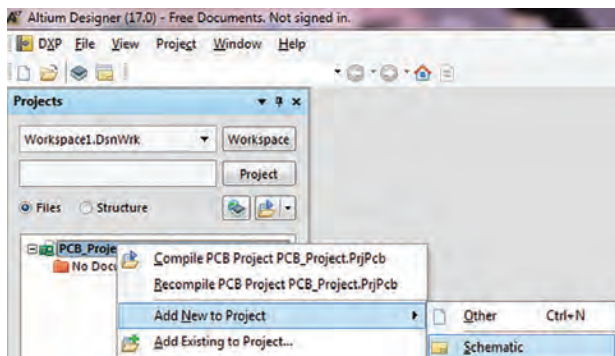 Altium Designer (17.0) - Free Documents. Not signed in.
DXP File View Project Window Help
Projects
Workspace1.DsnWrk Workspace
Project
Files Structure
PCB_Proje
No Docu
Compile PCB Project PCB_Project.PrjPcb
Recompile PCB Project PCB_Project.PrjPcb
Add New to Project Other Ctrl+N
Add Existing to Project... Schematic